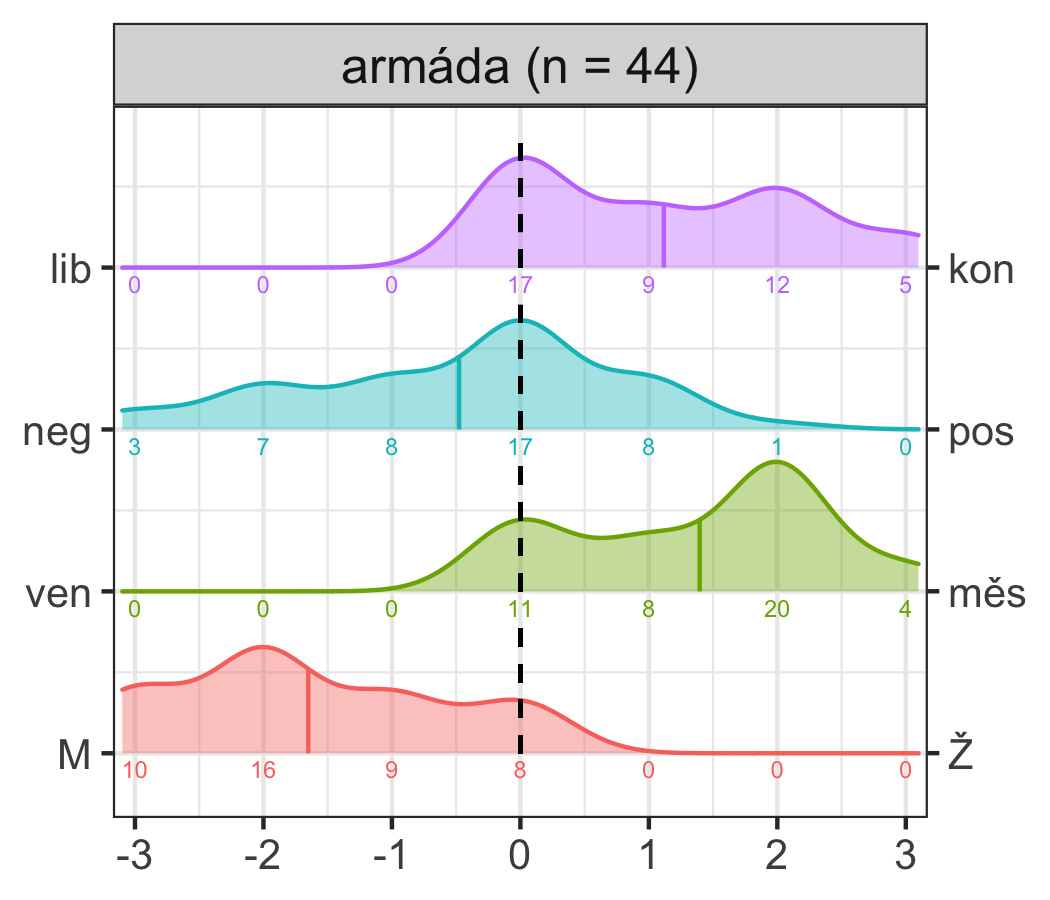 armáda (n = 44)
lib kon
0 0 0 17 9 12 5
neg pos
3 7 8 17 8 1 0
ven měs
0 0 0 11 8 20 4
M Ž
10 16 9 8 0 0 0
-3 -2 -1 0 1 2 3